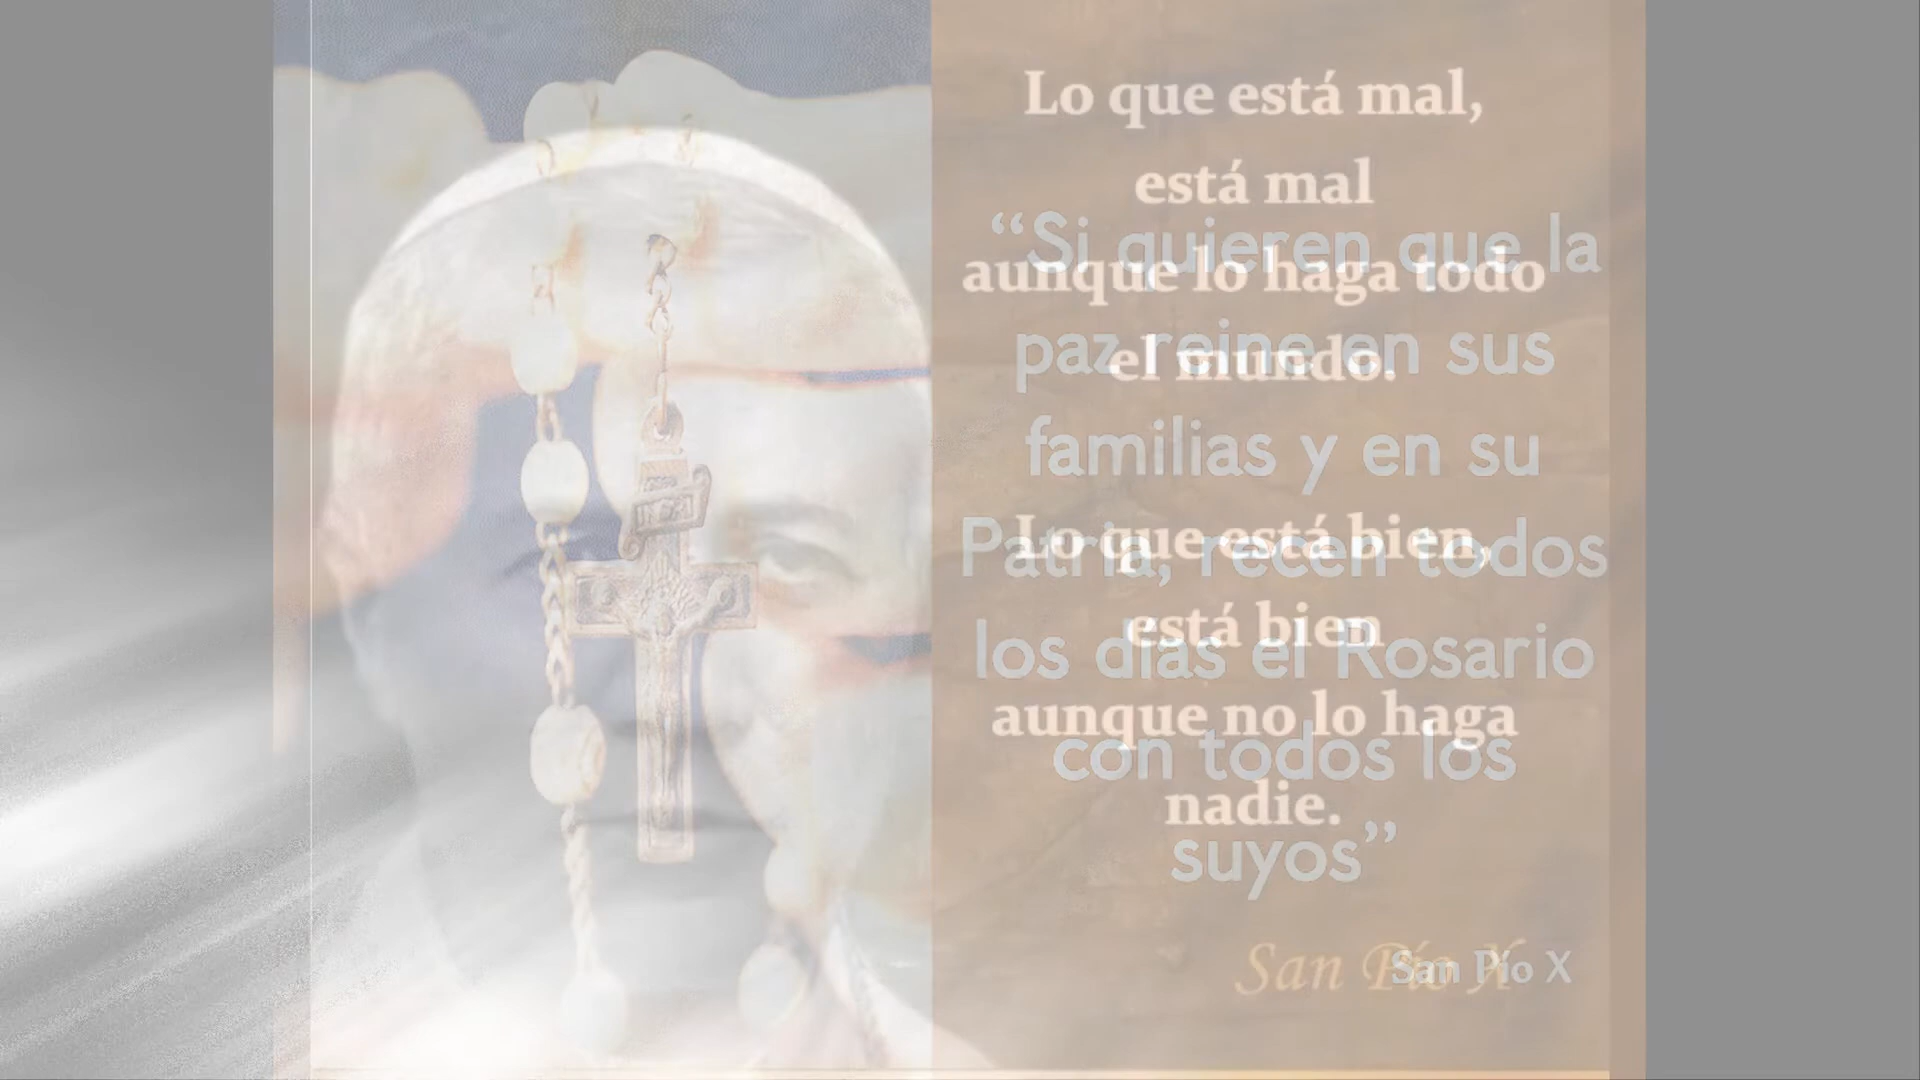 Lo que está mal,
está mal
aunque lo haga todo
el mundo.
Lo que está bien,
está bien
aunque no lo haga
nadie.
San Pío X
“Si quieren que la
paz reine en sus
familias y en su
Patria, recen todos
los días el Rosario
con todos los
suyos”
San Pío X